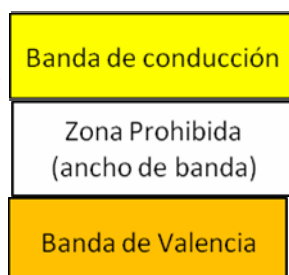 Banda de conducción
Zona Prohibida
(ancho de banda)
Banda de Valencia